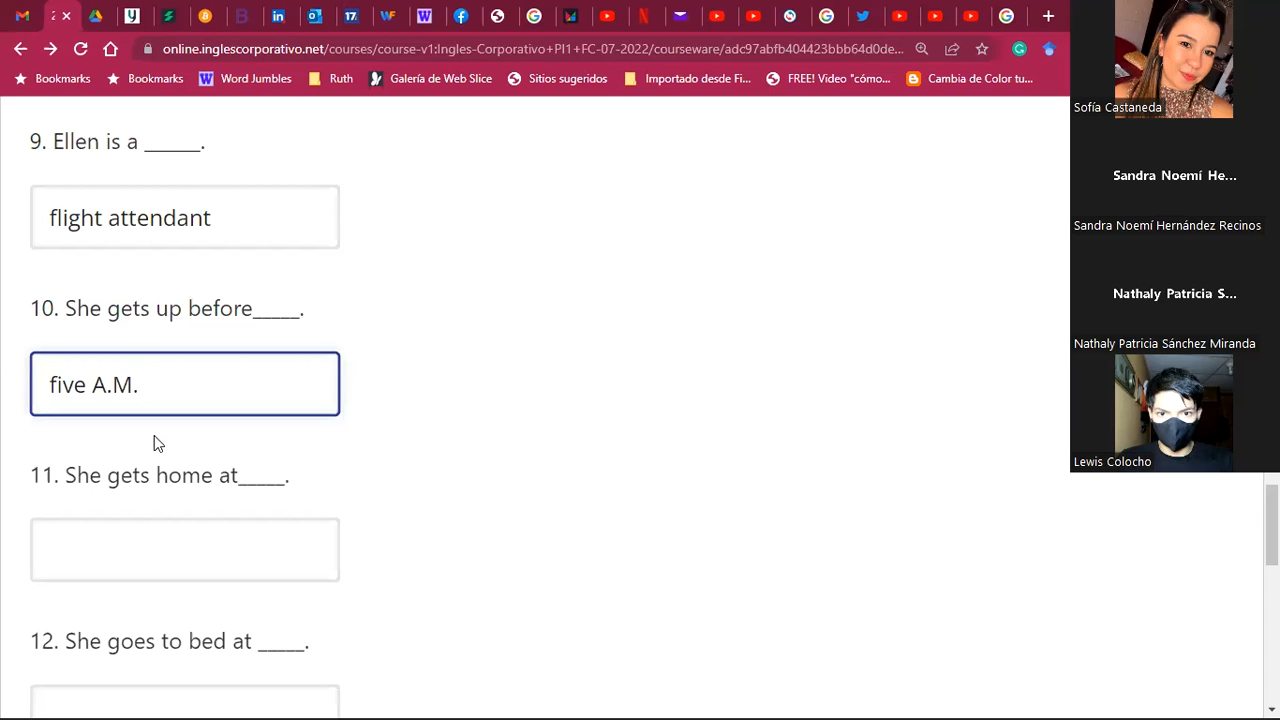 2 ×
17.
online.inglescorporativo.net/courses/course-v1:Ingles-Corporativo+PI1+FC-07-2022/courseware/adc97abfb404423bbb64d0de...
Bookmarks Bookmarks Word Jumbles Ruth Galería de Web Slice Sitios sugeridos Importado desde Fi... FREE! Video "cómo... Cambia de Color tu...
9. Ellen is a ______.
flight attendant
10. She gets up before_____.
five A.M.
11. She gets home at_____.
12. She goes to bed at _____.
Sofía Castaneda
Sandra Noemí He...
Sandra Noemí Hernández Recinos
Nathaly Patricia S...
Nathaly Patricia Sánchez Miranda
Lewis Colocho